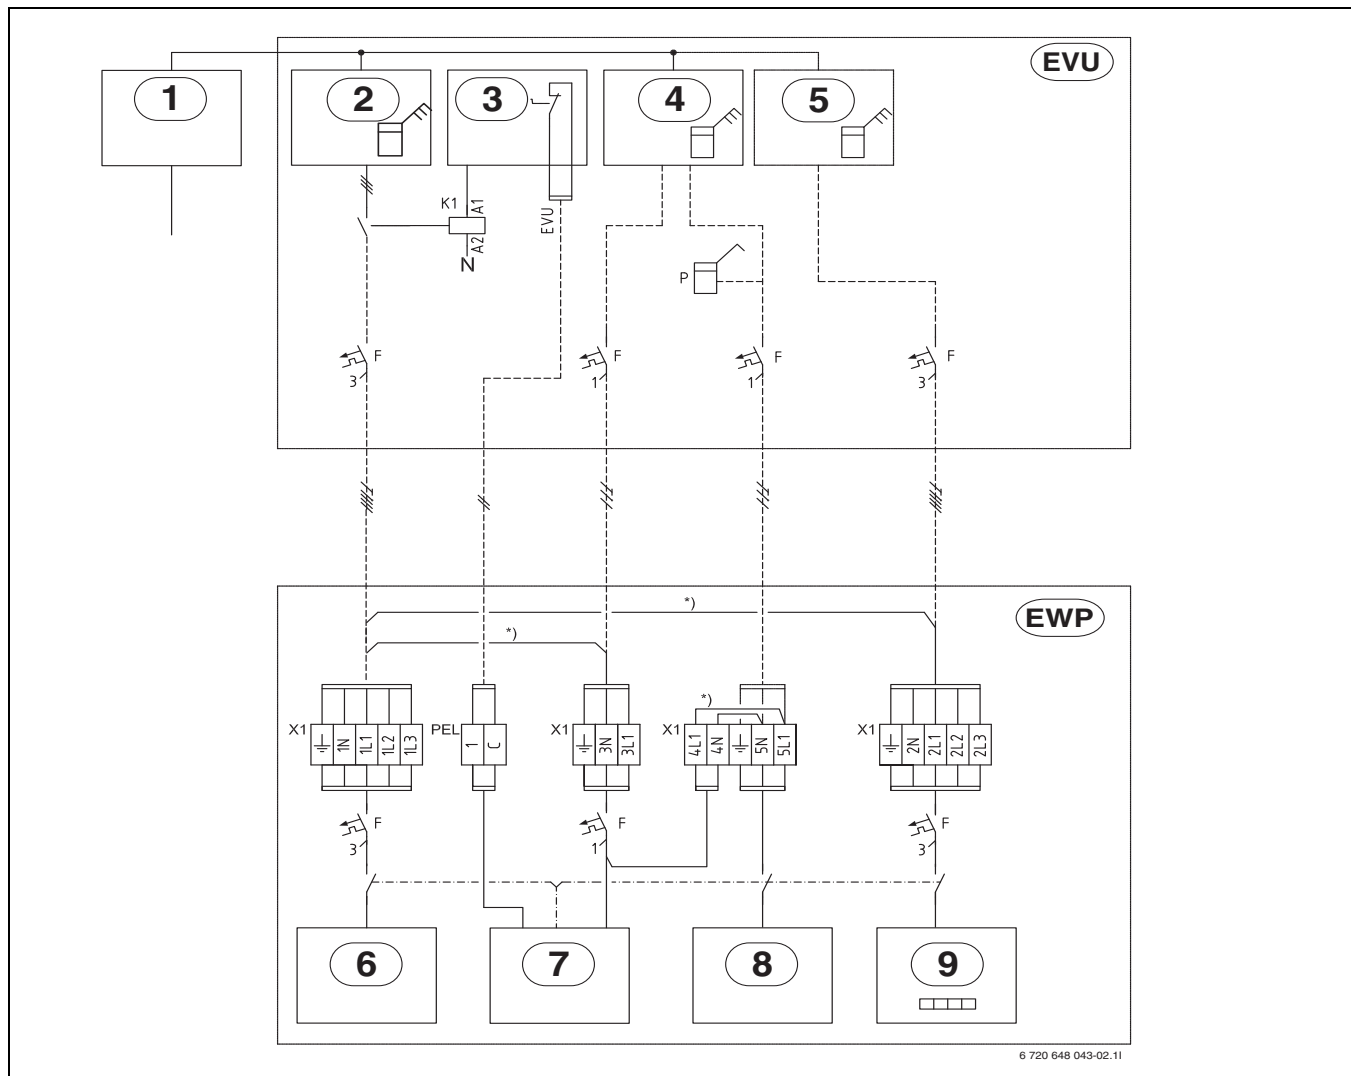 EVU
1
2
3
4
5
K1
A1
A2
N
EVU
P
F
3
F
1
F
1
F
3
EWP
*)
*)
*)
X1
1N
1L1
1L2
1L3
PEL
1
C
X1
3N
3L1
X1
4L1
4N
5N
5L1
X1
2N
2L1
2L2
2L3
F
3
F
1
F
3
6
7
8
9
6 720 648 043-02.1I